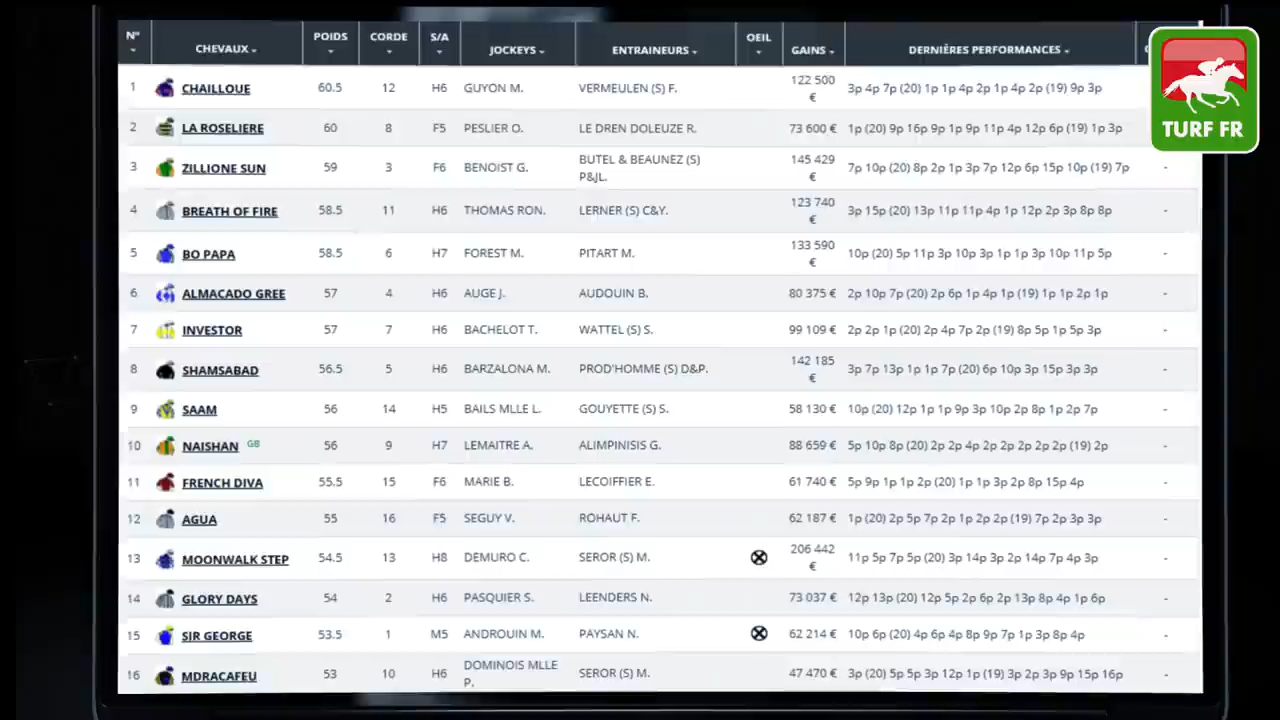 N° CHEVAUX POIDS CORDE S/A JOCKEYS ENTRAINEURS OEIL GAINS DERNIÈRES PERFORMANCES
1 CHAILLOUE 60.5 12 H6 GUYON M. VERMEULEN (S) F. 122 500 € 3p 4p 7p (20) 1p 1p 4p 2p 1p 4p 2p (19) 9p 3p
2 LA ROSELIERE 60 8 F5 PESLIER O. LE DREN DOLEUZE R. 73 600 € 1p (20) 9p 16p 9p 1p 9p 11p 4p 12p 6p (19) 1p 3p
3 ZILLIONE SUN 59 3 F6 BENOIST G. BUTEL & BEAUNEZ (S) P&JL. 145 429 € 7p 10p (20) 8p 2p 1p 3p 7p 12p 6p 15p 10p (19) 7p -
4 BREATH OF FIRE 58.5 11 H6 THOMAS RON. LERNER (S) C&Y. 123 740 € 3p 15p (20) 13p 11p 11p 4p 1p 12p 2p 3p 8p 8p -
5 BO PAPA 58.5 6 H7 FOREST M. PITART M. 133 590 € 10p (20) 5p 11p 3p 10p 3p 1p 1p 3p 10p 11p 5p -
6 ALMACADO GREE 57 4 H6 AUGE J. AUDOUIN B. 80 375 € 2p 10p 7p (20) 2p 6p 1p 4p 1p (19) 1p 1p 2p 1p -
7 INVESTOR 57 7 H6 BACHELOT T. WATTEL (S) S. 99 109 € 2p 2p 1p (20) 2p 4p 7p 2p (19) 8p 5p 1p 5p 3p -
8 SHAMSABAD 56.5 5 H6 BARZALONA M. PROD'HOMME (S) D&P. 142 185 € 3p 7p 13p 1p 1p 7p (20) 6p 10p 3p 15p 3p 3p -
9 SAAM 56 14 H5 BAILS MLLE L. GOUYETTE (S) S. 58 130 € 10p (20) 12p 1p 1p 9p 3p 10p 2p 8p 1p 2p 7p -
10 NAISHAN GB 56 9 H7 LEMAITRE A. ALIMPINISIS G. 88 659 € 5p 10p 8p (20) 2p 2p 4p 2p 2p 2p 2p 2p (19) 2p -
11 FRENCH DIVA 55.5 15 F6 MARIE B. LECOIFFIER E. 61 740 € 5p 9p 1p 1p 2p (20) 1p 1p 3p 2p 8p 15p 4p -
12 AGUA 55 16 F5 SEGUY V. ROHAUT F. 62 187 € 1p (20) 2p 5p 7p 2p 1p 2p 2p (19) 7p 2p 3p 3p -
13 MOONWALK STEP 54.5 13 H8 DEMURO C. SEROR (S) M. 206 442 € 11p 5p 7p 5p (20) 3p 14p 3p 2p 14p 7p 4p 3p -
14 GLORY DAYS 54 2 H6 PASQUIER S. LEENDERS N. 73 037 € 12p 13p (20) 12p 5p 2p 6p 2p 13p 8p 4p 1p 6p -
15 SIR GEORGE 53.5 1 M5 ANDROUIN M. PAYSAN N. 62 214 € 10p 6p (20) 4p 6p 4p 8p 9p 7p 1p 3p 8p 4p -
16 MDRACAFEU 53 10 H6 DOMINOIS MLLE P. SEROR (S) M. 47 470 € 3p (20) 5p 5p 3p 12p 1p (19) 3p 2p 3p 9p 15p 16p -
TURF FR